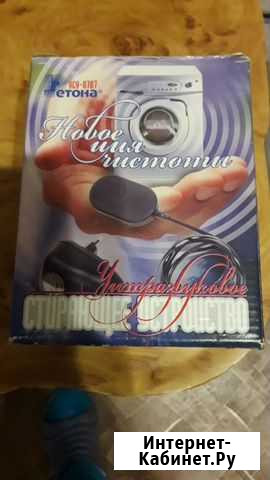 УСУ-0707
Ретона®
Новое имя
чистоты
Ультразвуковое
СТИРАЮЩЕЕ УСТРОЙСТВО
Интернет-
Кабинет.Ру